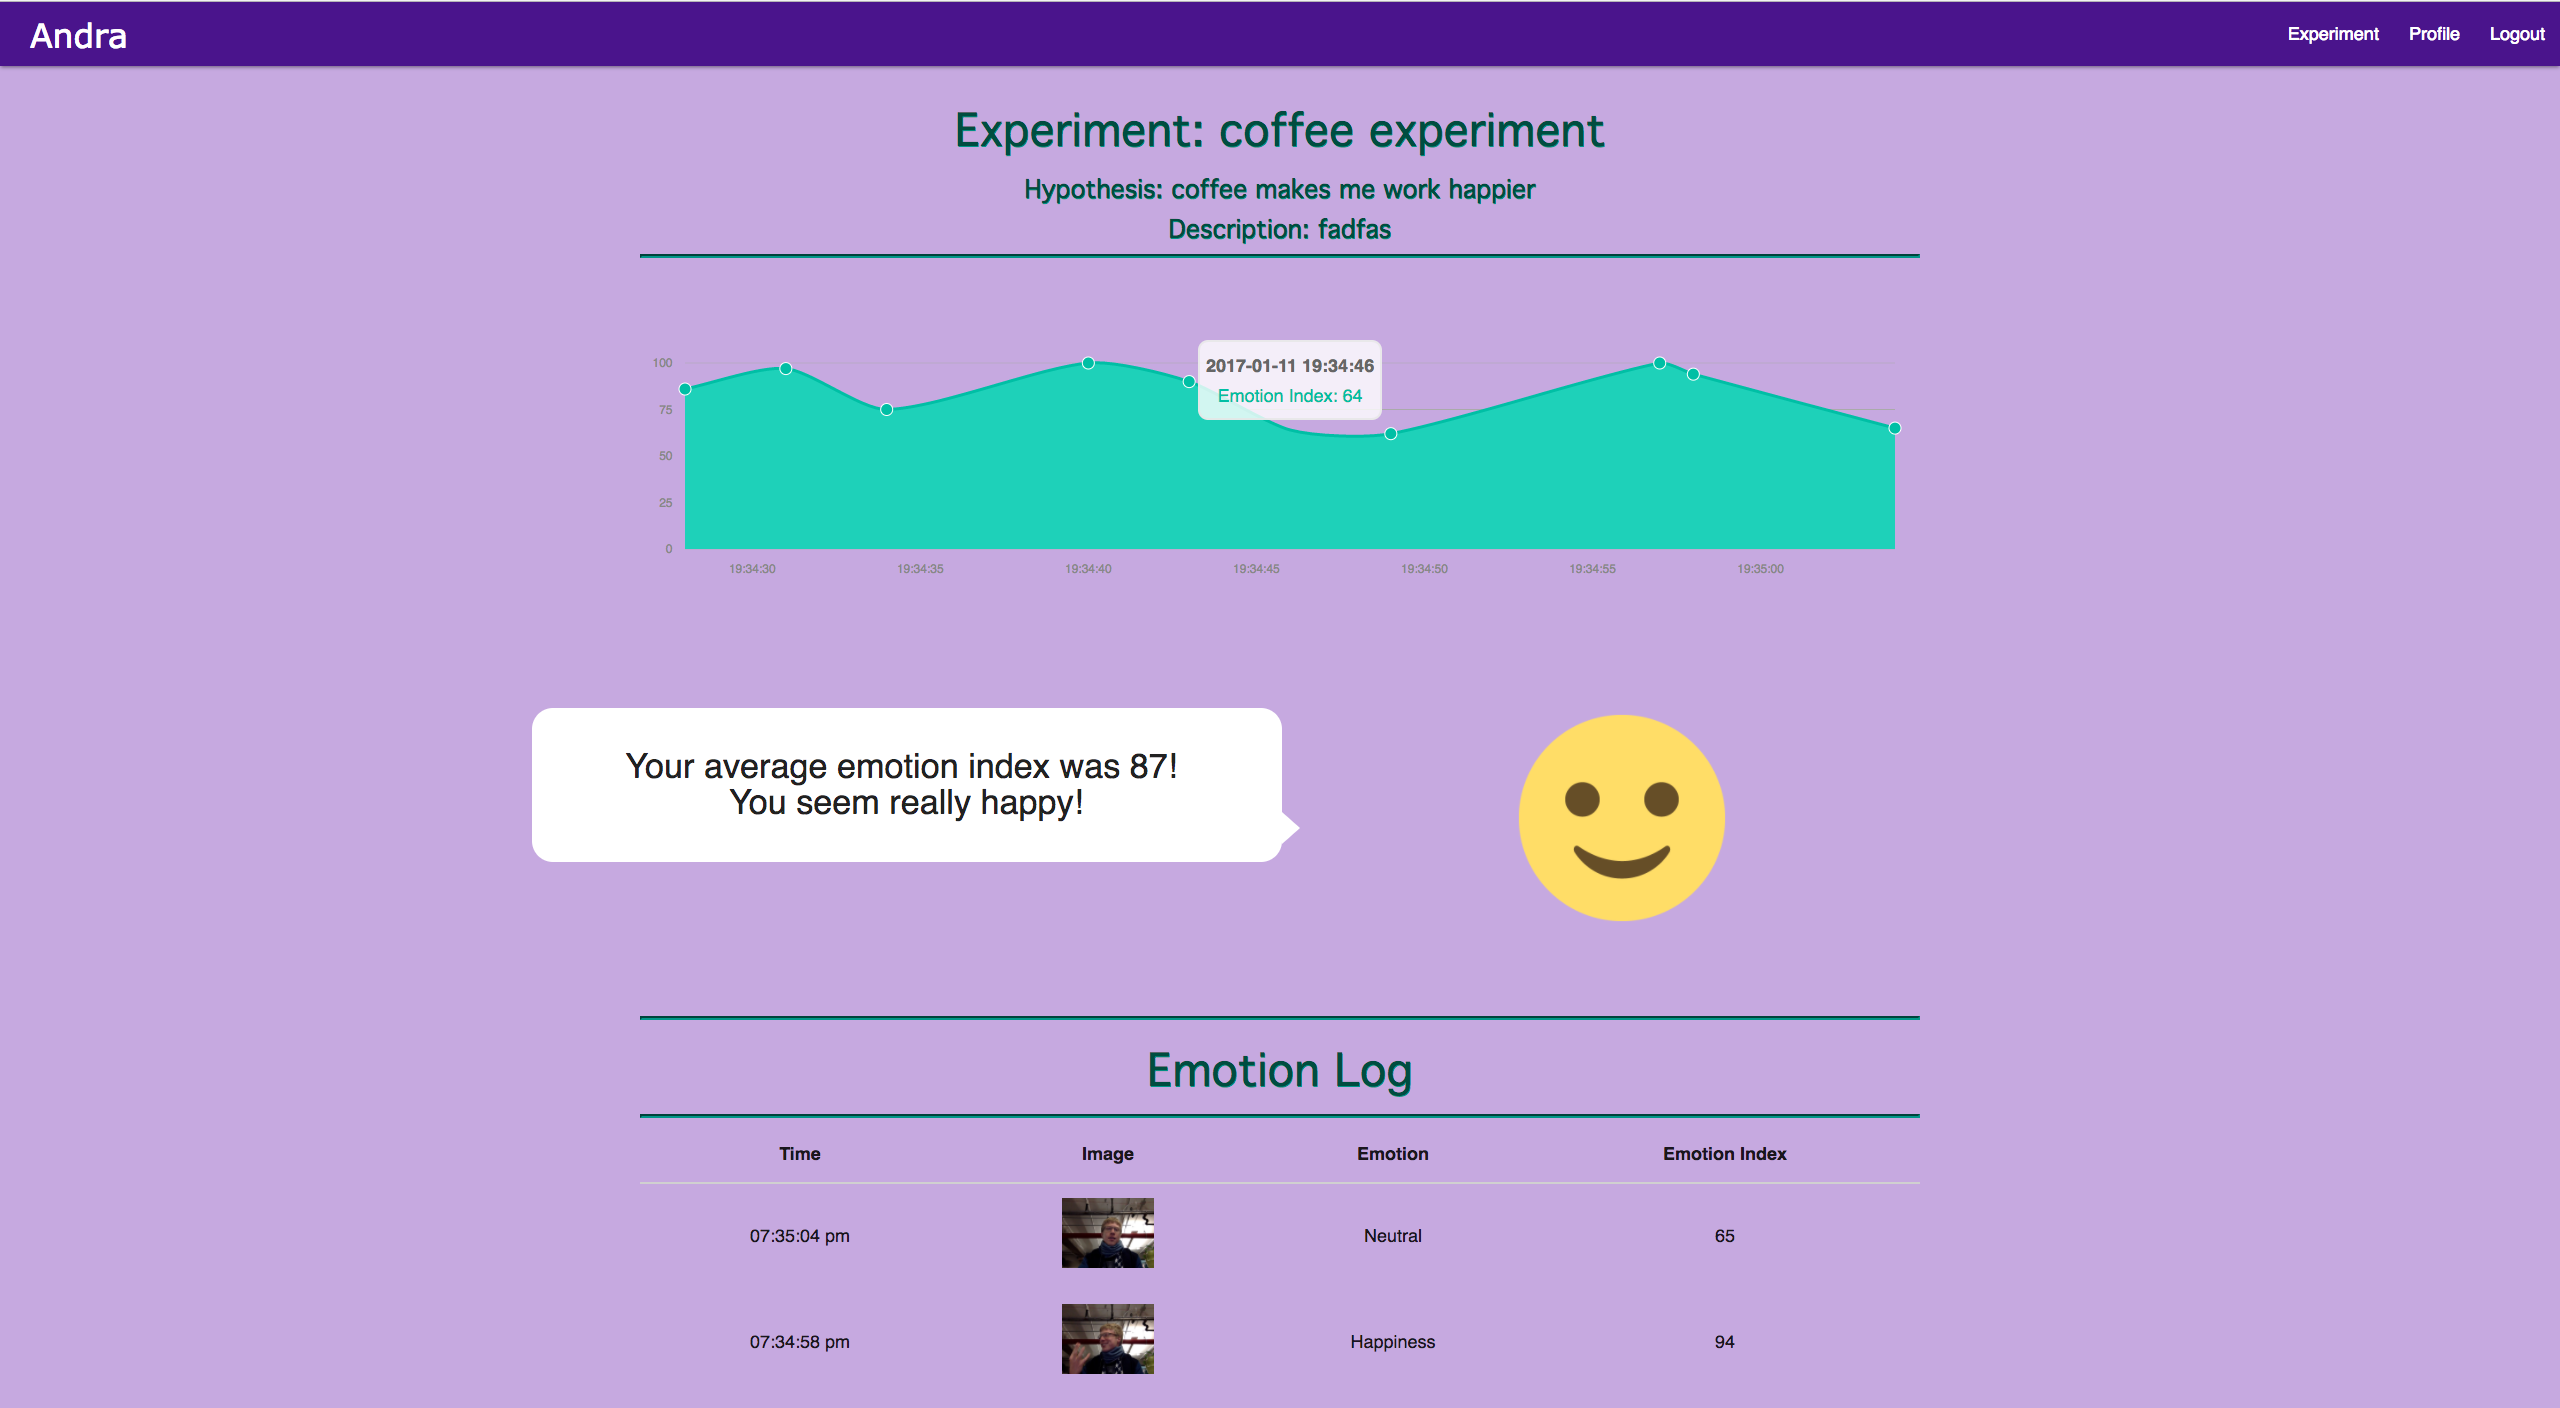 Andra
Experiment Profile Logout
Experiment: coffee experiment
Hypothesis: coffee makes me work happier
Description: fadfas
100
75
50
25
0
2017-01-11 19:34:46
Emotion Index: 64
19:34:30 19:34:35 19:34:40 19:34:45 19:34:50 19:34:55 19:35:00
Your average emotion index was 87!
You seem really happy!
Emotion Log
Time Image Emotion Emotion Index
07:35:04 pm Neutral 65
07:34:58 pm Happiness 94